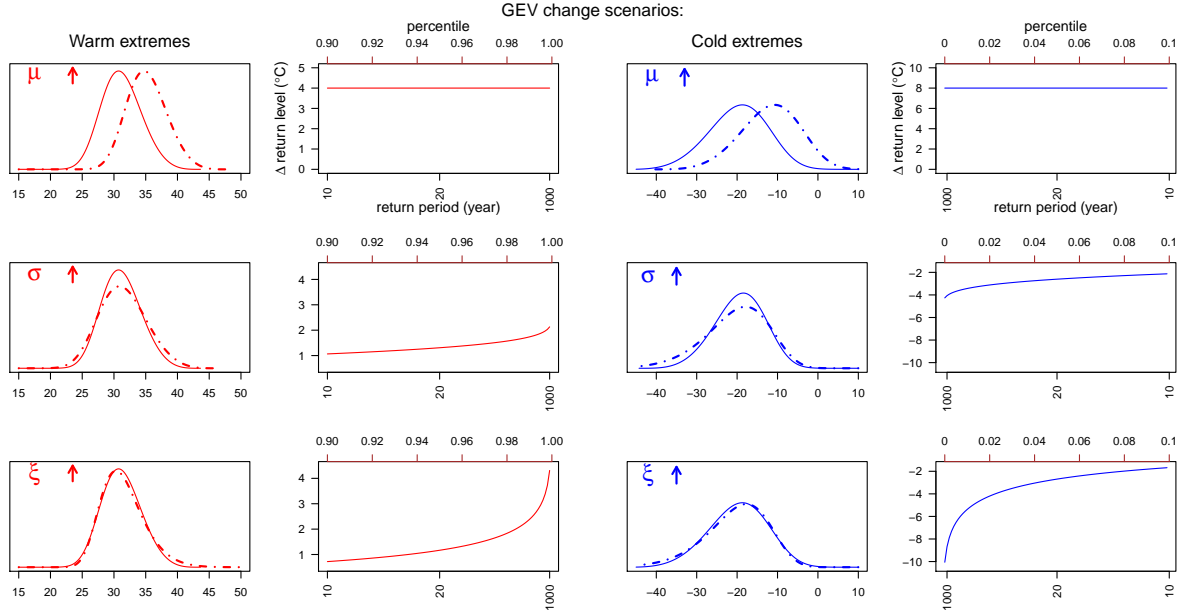 GEV change scenarios:
Warm extremes
percentile
Cold extremes
percentile
0.90 0.92 0.94 0.96 0.98 1.00
0 0.02 0.04 0.06 0.08 0.1
μ ↑
Δ return level (°C)
5
4
3
2
1
0
μ ↑
Δ return level (°C)
10
8
6
4
2
0
15 20 25 30 35 40 45 50
10 20 1000
return period (year)
−40 −30 −20 −10 0 10
1000 20 10
return period (year)
0.90 0.92 0.94 0.96 0.98 1.00
0 0.02 0.04 0.06 0.08 0.1
σ ↑
4
3
2
1
σ ↑
−2
−4
−6
−8
−10
15 20 25 30 35 40 45 50
10 20 1000
−40 −30 −20 −10 0 10
1000 20 10
0.90 0.92 0.94 0.96 0.98 1.00
0 0.02 0.04 0.06 0.08 0.1
ξ ↑
4
3
2
1
ξ ↑
−2
−4
−6
−8
−10
15 20 25 30 35 40 45 50
10 20 1000
−40 −30 −20 −10 0 10
1000 20 10